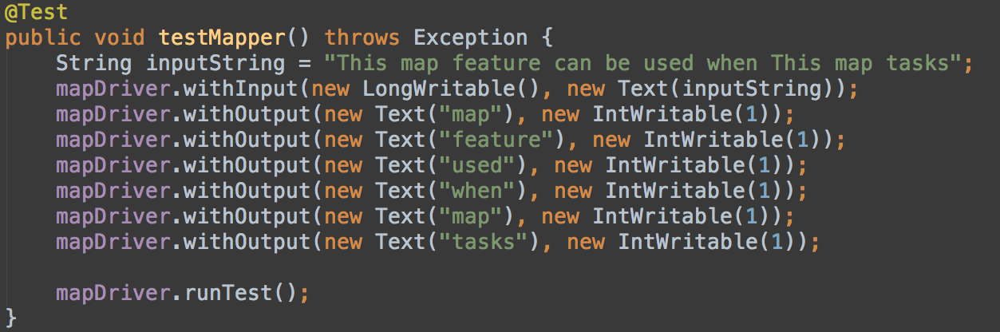 @Test
public void testMapper() throws Exception {
    String inputString = "This map feature can be used when This map tasks";
    mapDriver.withInput(new LongWritable(), new Text(inputString));
    mapDriver.withOutput(new Text("map"), new IntWritable(1));
    mapDriver.withOutput(new Text("feature"), new IntWritable(1));
    mapDriver.withOutput(new Text("used"), new IntWritable(1));
    mapDriver.withOutput(new Text("when"), new IntWritable(1));
    mapDriver.withOutput(new Text("map"), new IntWritable(1));
    mapDriver.withOutput(new Text("tasks"), new IntWritable(1));

    mapDriver.runTest();
}